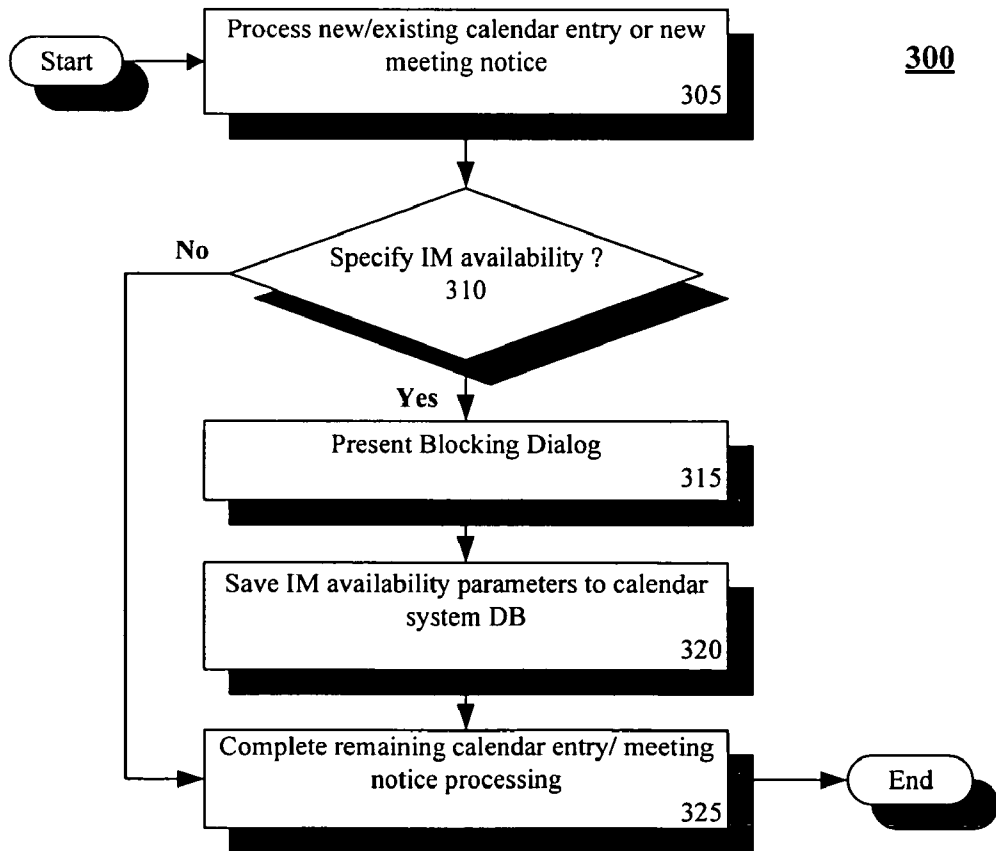 Process new/existing calendar entry or new
meeting notice
305
Start
300
Specify IM availability ?
310
No
Yes
Present Blocking Dialog
315
Save IM availability parameters to calendar
system DB
320
Complete remaining calendar entry/ meeting
notice processing
325
End